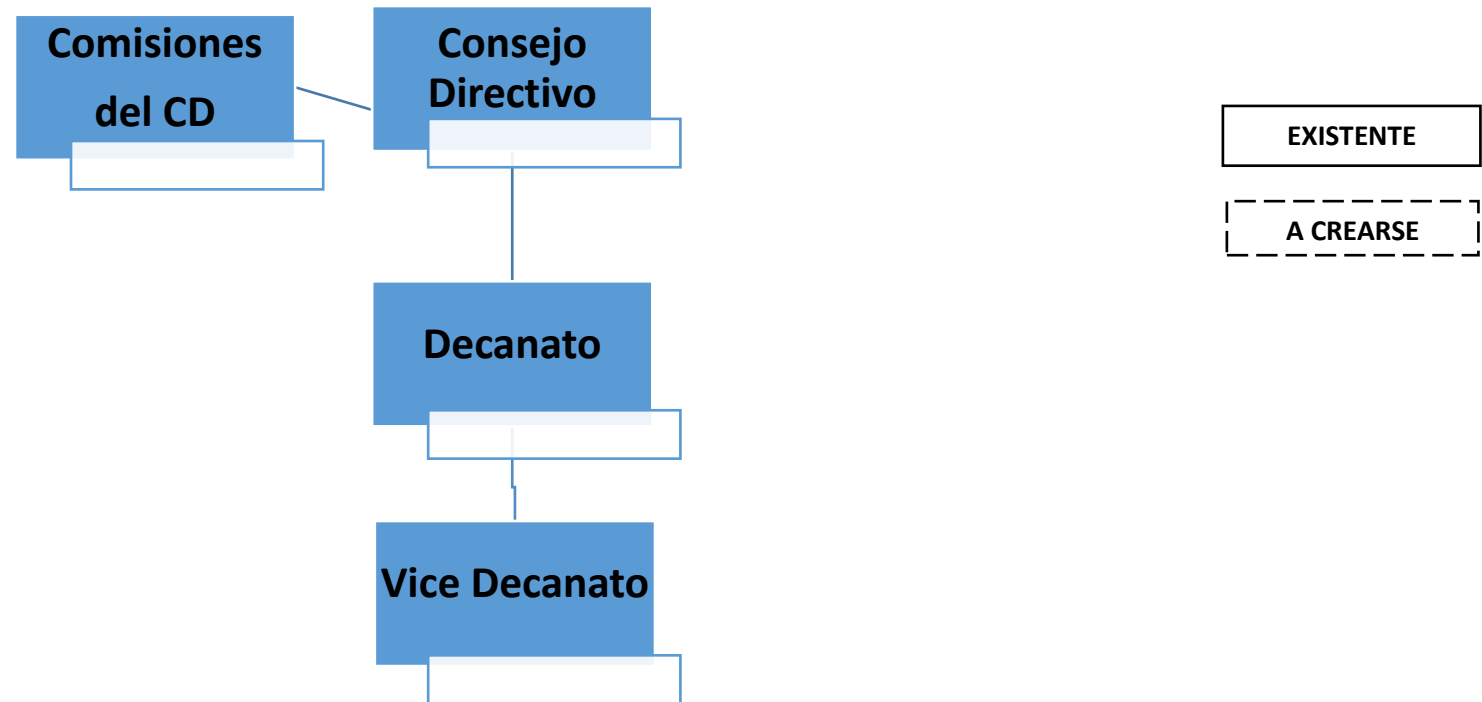 Comisiones
del CD
Consejo
Directivo
EXISTENTE
A CREARSE
Decanato
Vice Decanato